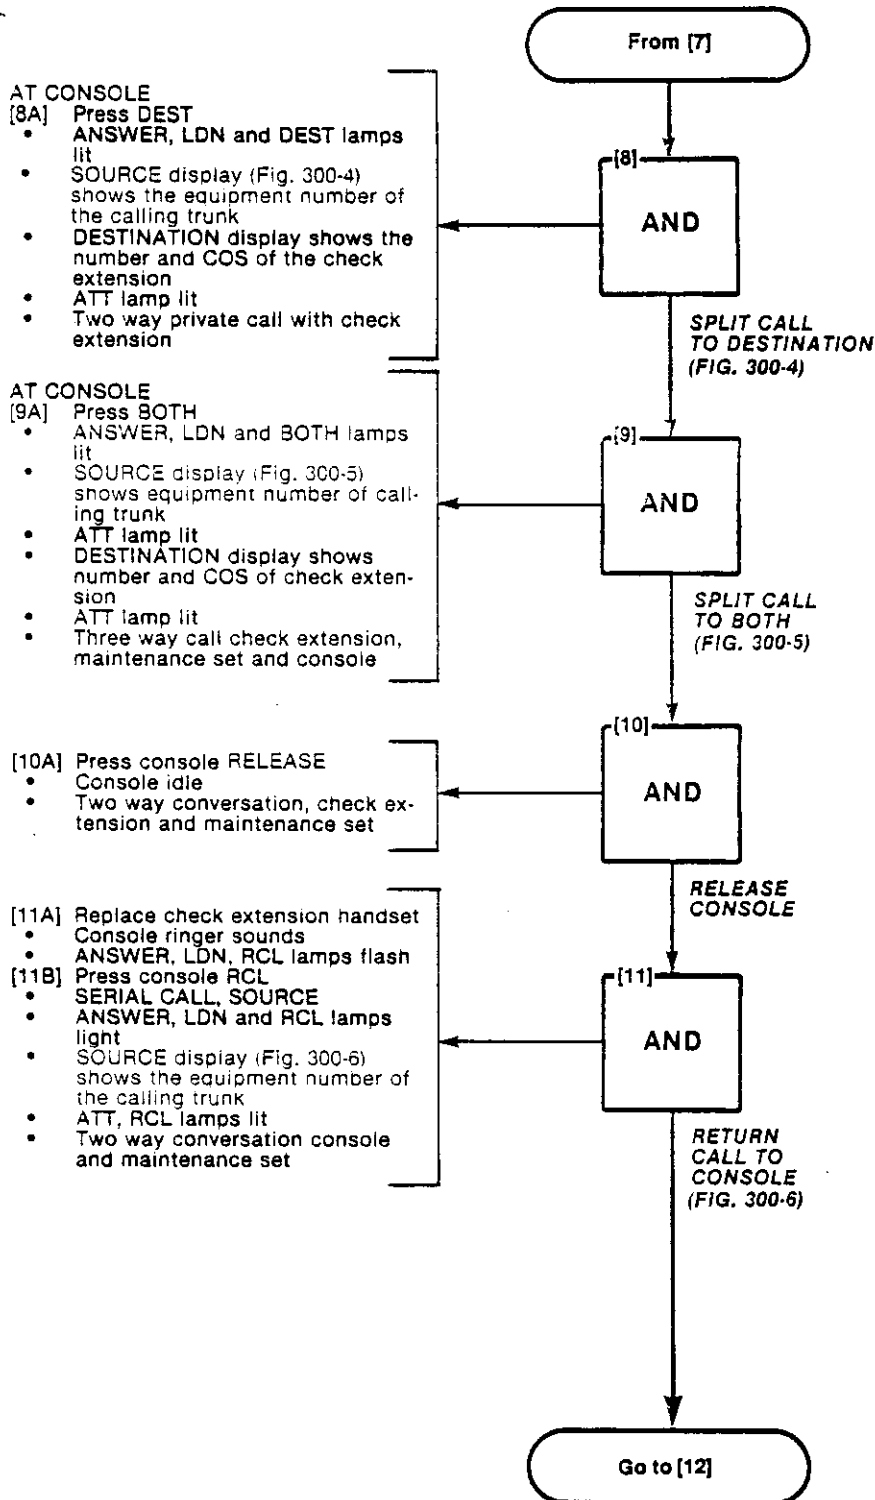 From [7]
AT CONSOLE
[8A] Press DEST
• ANSWER, LDN and DEST lamps
lit
• SOURCE display (Fig. 300-4)
shows the equipment number of
the calling trunk
• DESTINATION display shows the
number and COS of the check
extension
• ATT lamp lit
• Two way private call with check
extension
[8]
AND
SPLIT CALL
TO DESTINATION
(FIG. 300-4)
AT CONSOLE
[9A] Press BOTH
• ANSWER, LDN and BOTH lamps
lit
• SOURCE display (Fig. 300-5)
shows equipment number of call-
ing trunk
• ATT lamp lit
• DESTINATION display shows
number and COS of check exten-
sion
• ATT lamp lit
• Three way call check extension,
maintenance set and console
[9]
AND
SPLIT CALL
TO BOTH
(FIG. 300-5)
[10A] Press console RELEASE
• Console idle
• Two way conversation, check ex-
tension and maintenance set
[10]
AND
RELEASE
CONSOLE
[11A] Replace check extension handset
• Console ringer sounds
• ANSWER, LDN, RCL lamps flash
[11B] Press console RCL
• SERIAL CALL, SOURCE
• ANSWER, LDN and RCL lamps
light
• SOURCE display (Fig. 300-6)
shows the equipment number of
the calling trunk
• ATT, RCL lamps lit
• Two way conversation console
and maintenance set
[11]
AND
RETURN
CALL TO
CONSOLE
(FIG. 300-6)
Go to [12]